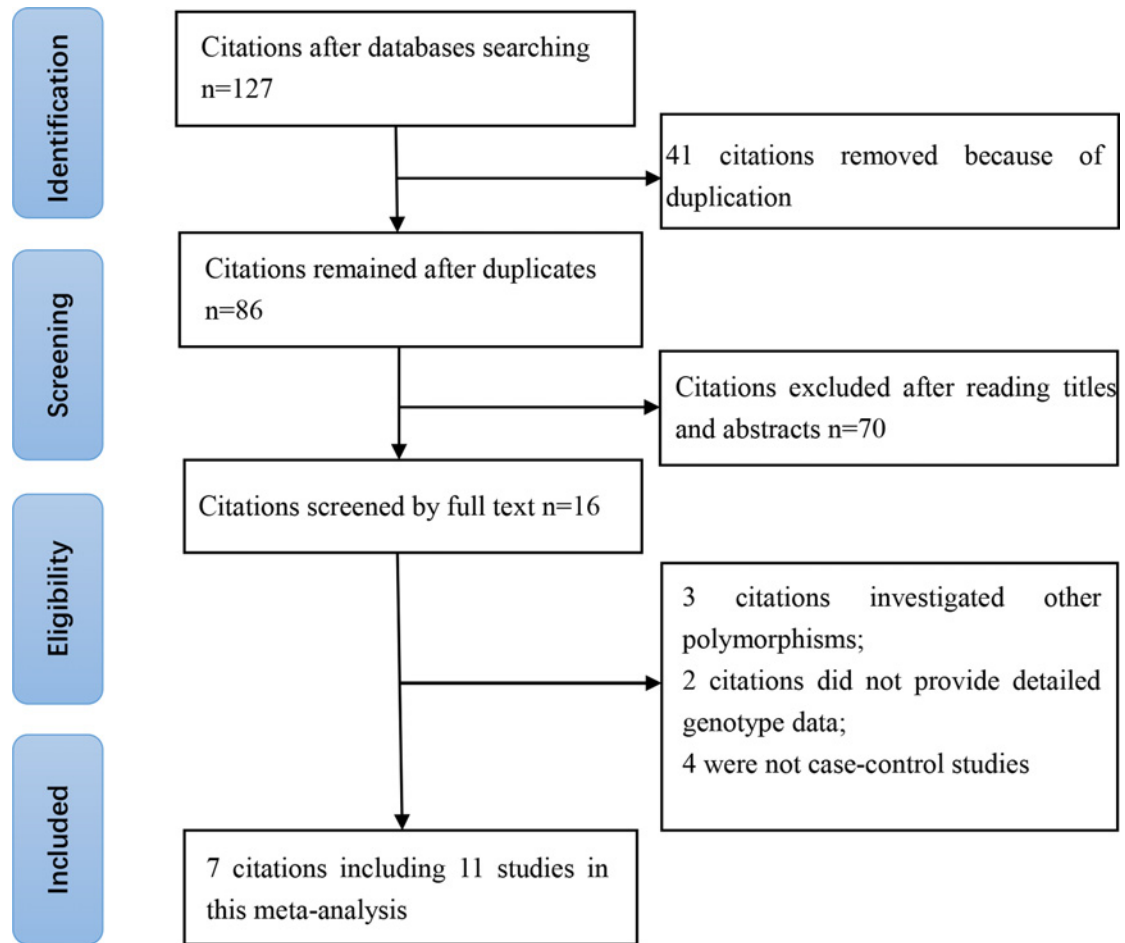 Identification
Citations after databases searching
n=127
41 citations removed because of
duplication
Screening
Citations remained after duplicates
n=86
Citations excluded after reading titles
and abstracts n=70
Eligibility
Citations screened by full text n=16
3 citations investigated other
polymorphisms;
2 citations did not provide detailed
genotype data;
4 were not case-control studies
Included
7 citations including 11 studies in
this meta-analysis